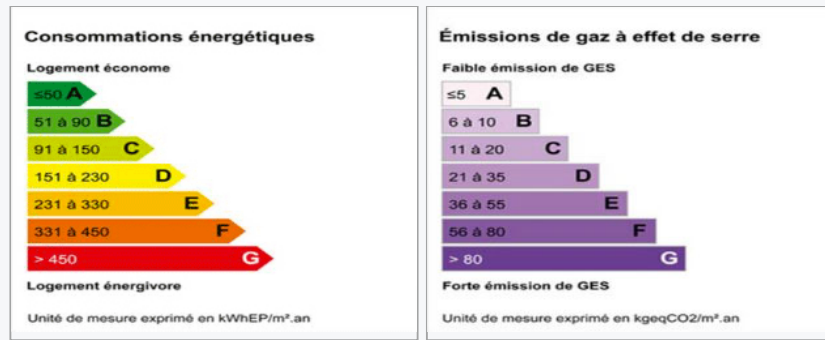 Consommations énergétiques
Logement économe
≤50 A
51 à 90 B
91 à 150 C
151 à 230 D
231 à 330 E
331 à 450 F
> 450 G
Logement énergivore
Unité de mesure exprimé en kWhEP/m².an
Émissions de gaz à effet de serre
Faible émission de GES
≤5 A
6 à 10 B
11 à 20 C
21 à 35 D
36 à 55 E
56 à 80 F
> 80 G
Forte émission de GES
Unité de mesure exprimé en kgeqCO2/m².an